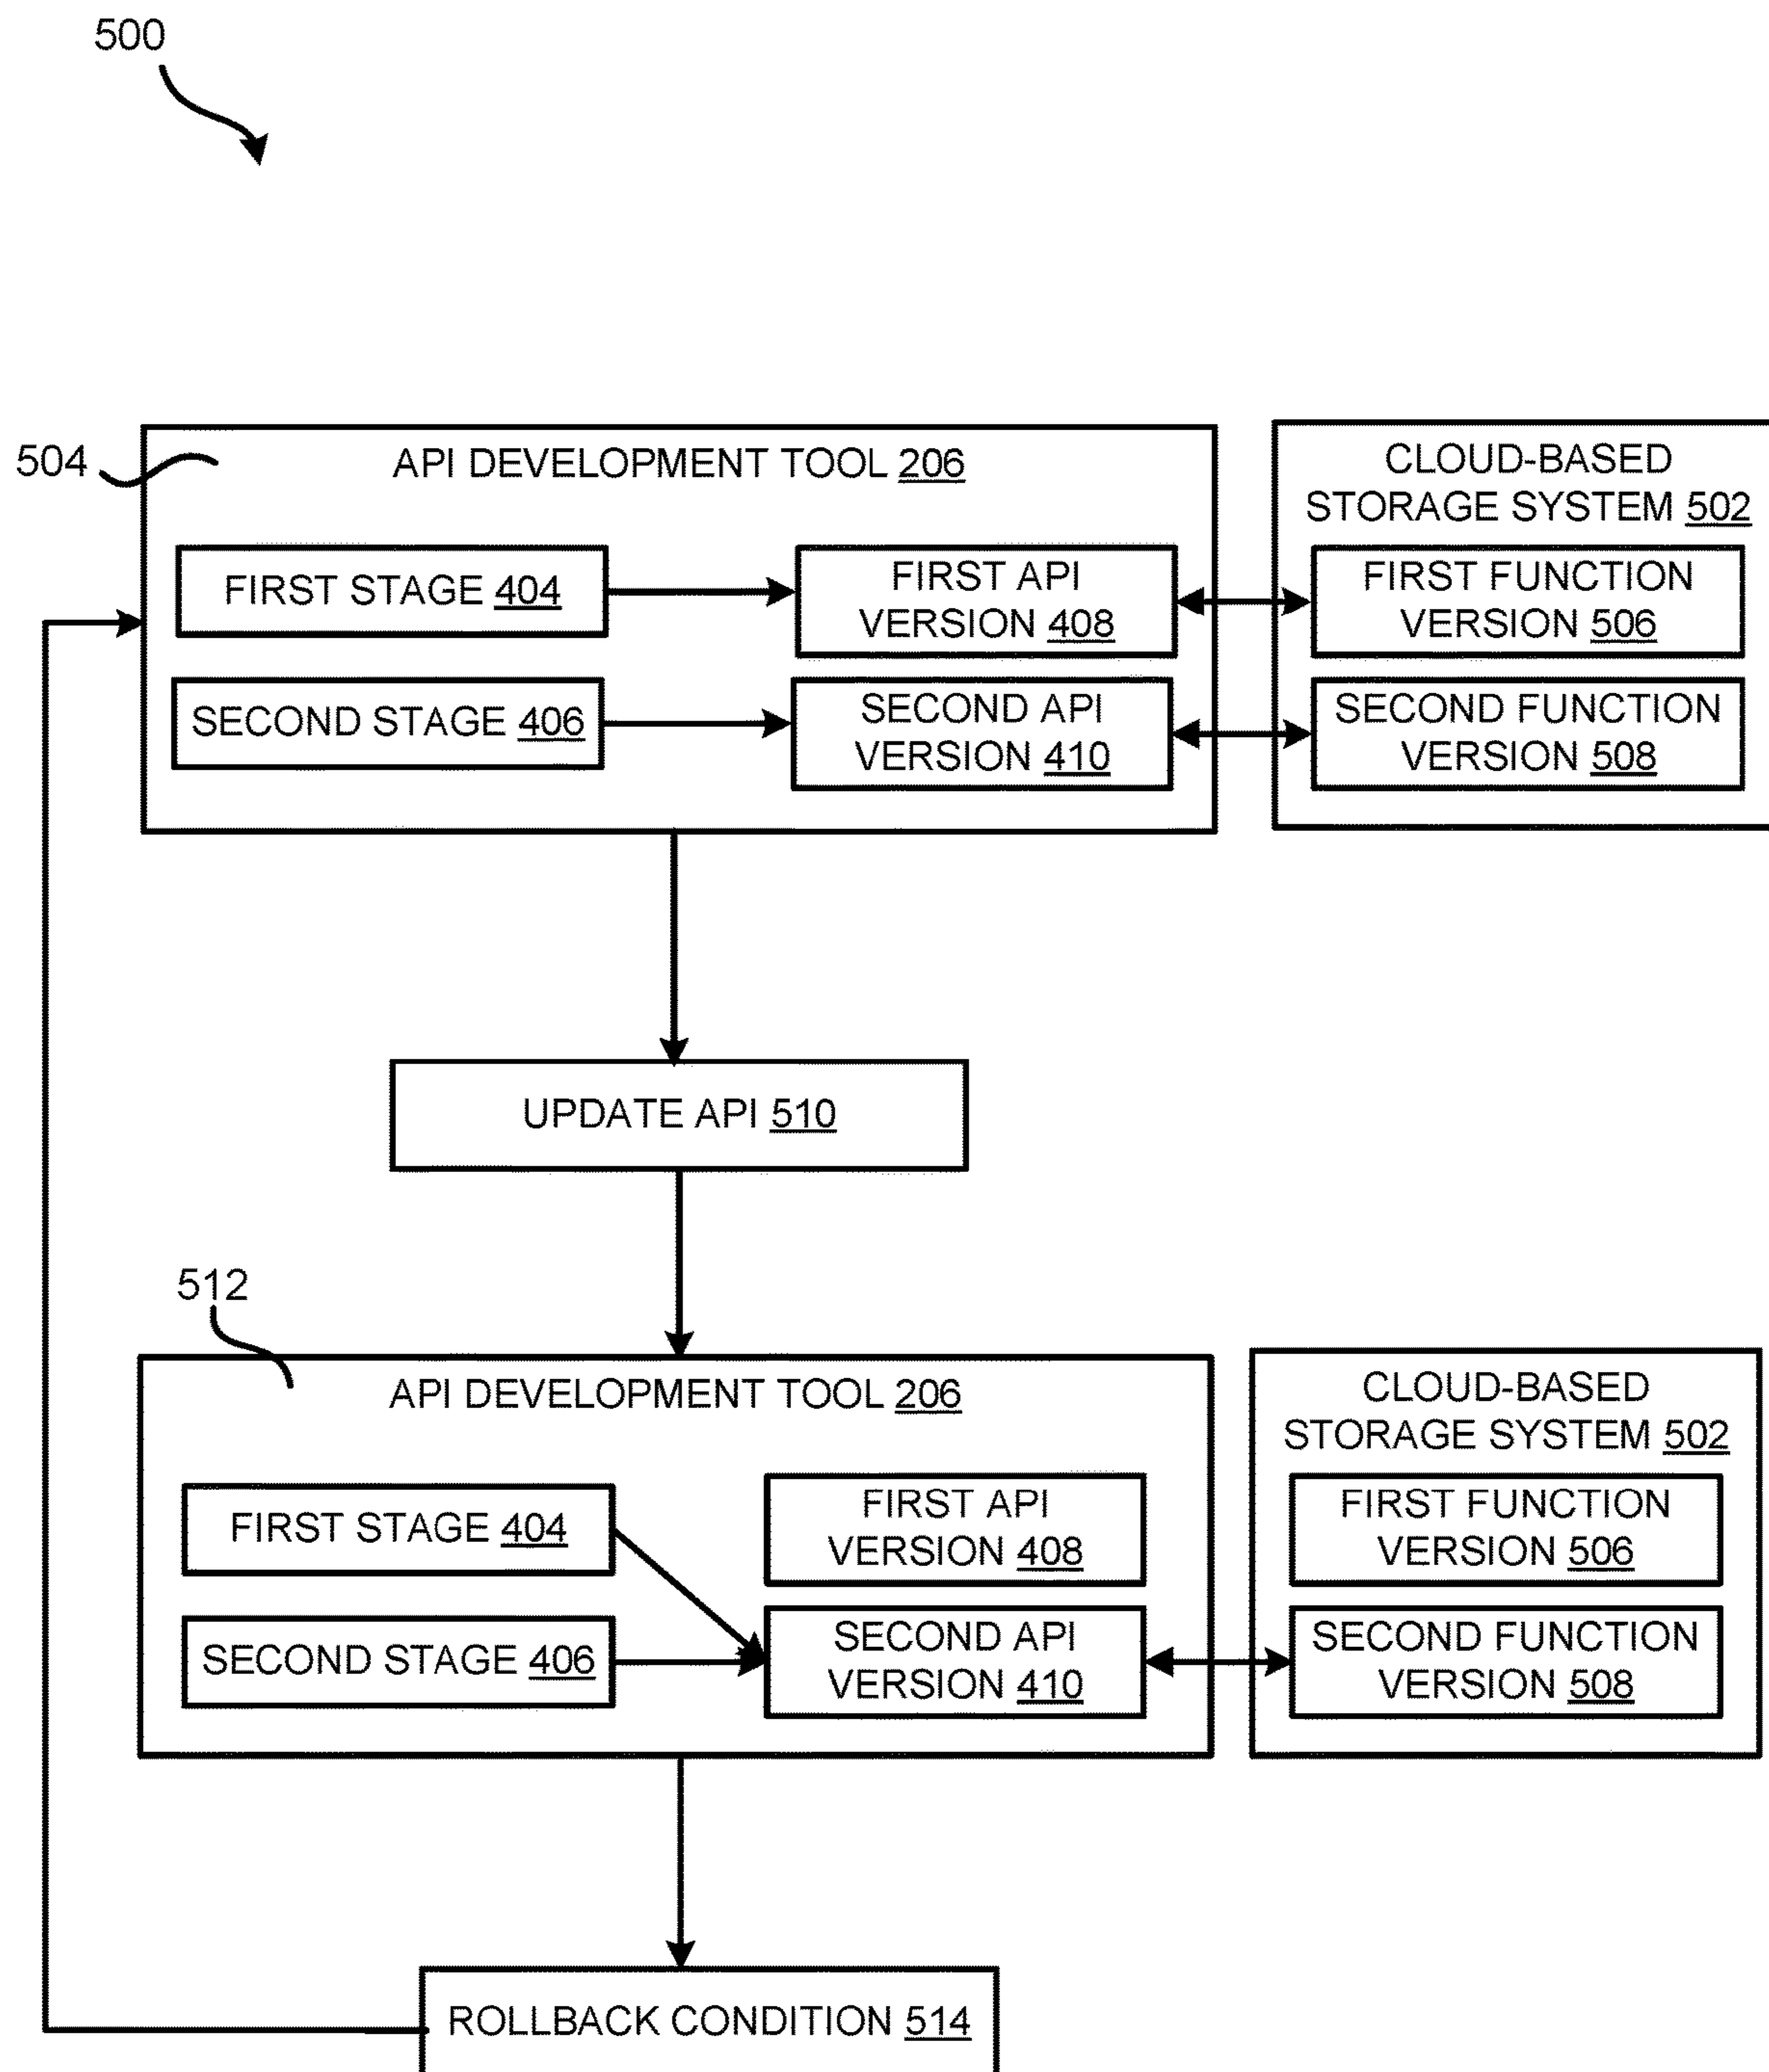 500
504
API DEVELOPMENT TOOL 206
FIRST STAGE 404
FIRST API
VERSION 408
SECOND STAGE 406
SECOND API
VERSION 410
CLOUD-BASED
STORAGE SYSTEM 502
FIRST FUNCTION
VERSION 506
SECOND FUNCTION
VERSION 508
UPDATE API 510
512
API DEVELOPMENT TOOL 206
FIRST STAGE 404
FIRST API
VERSION 408
SECOND STAGE 406
SECOND API
VERSION 410
CLOUD-BASED
STORAGE SYSTEM 502
FIRST FUNCTION
VERSION 506
SECOND FUNCTION
VERSION 508
ROLLBACK CONDITION 514